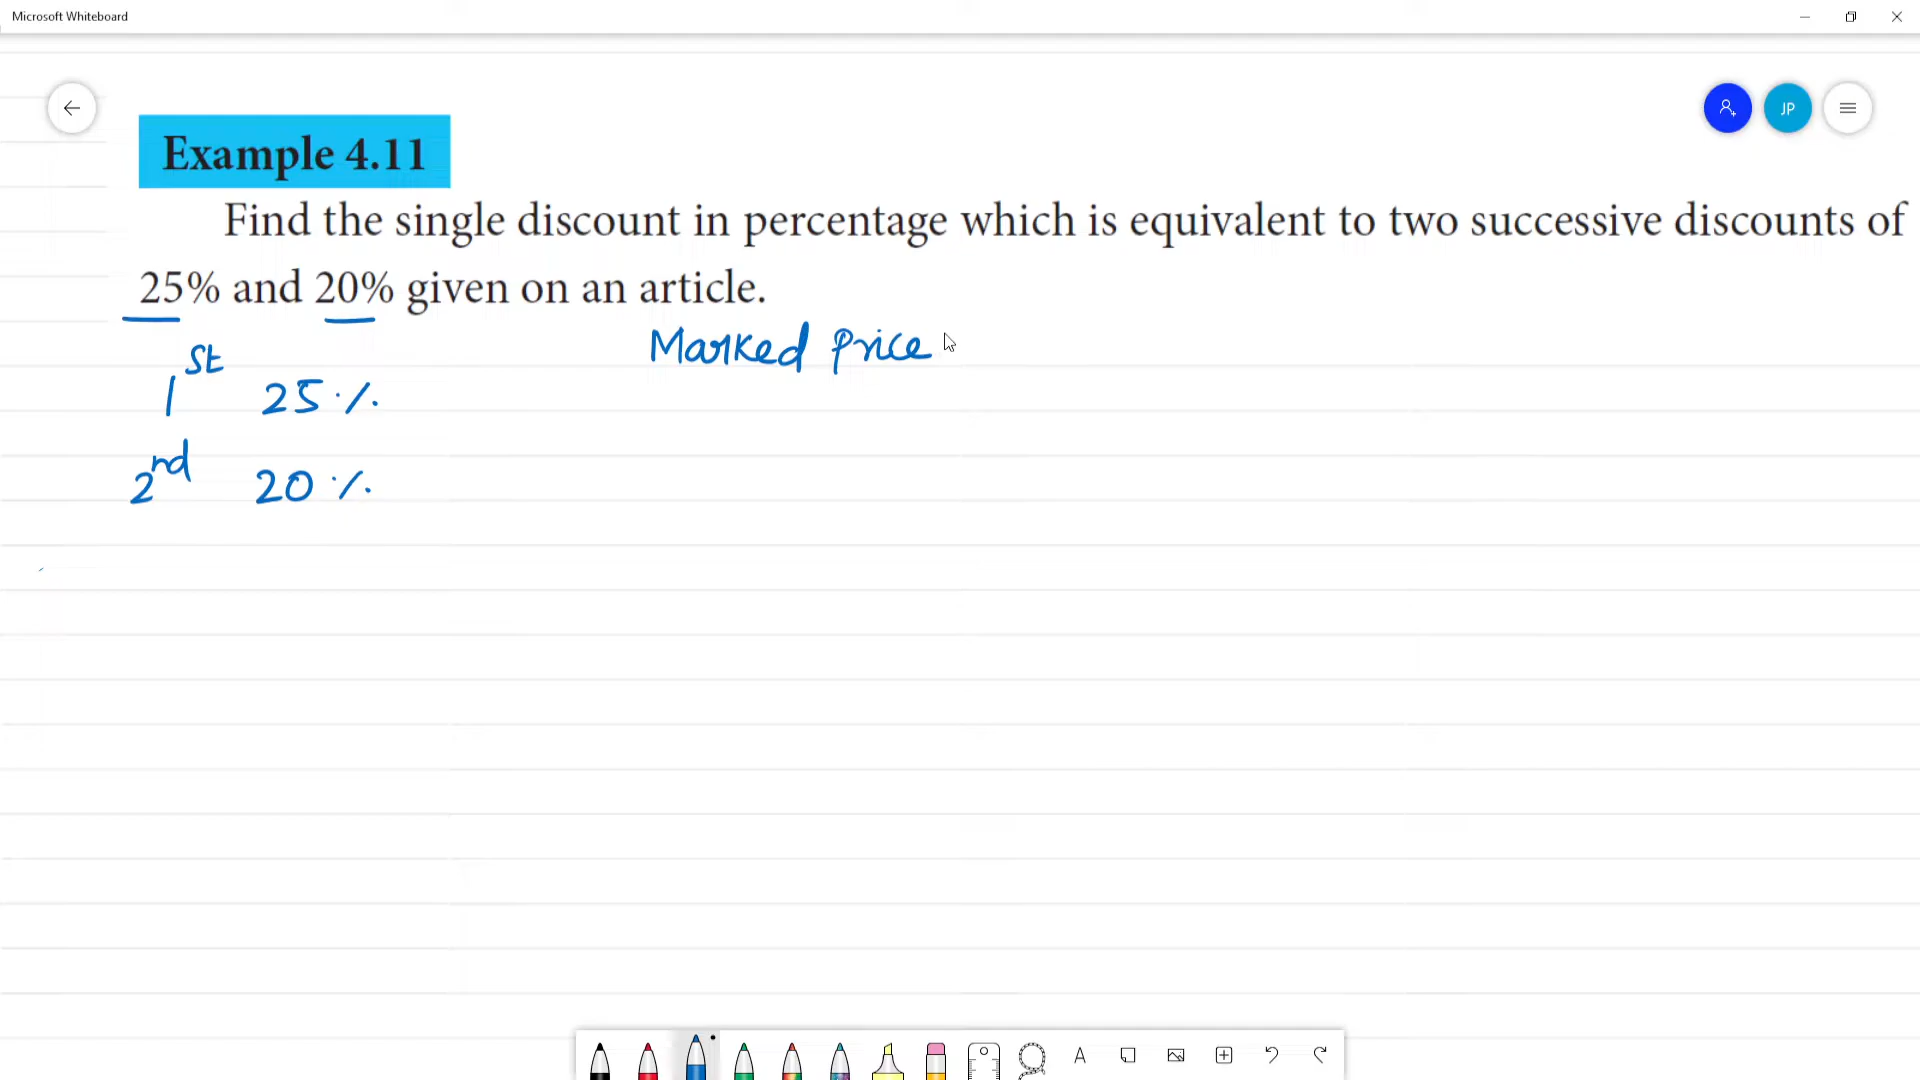 Microsoft Whiteboard
JP
Example 4.11
Find the single discount in percentage which is equivalent to two successive discounts of
25% and 20% given on an article.
Marked Price
1st 25%
2nd 20%
A